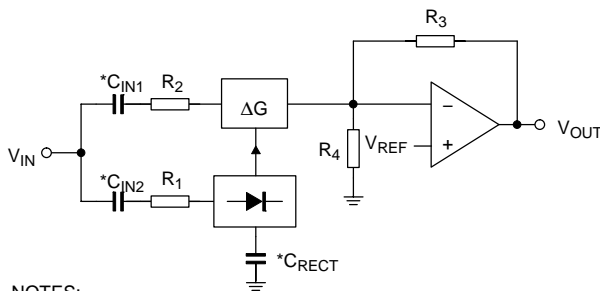 R3
*CIN1
R2
ΔG
−
VIN
R4
VREF
+
VOUT
*CIN2
R1
*CRECT
NOTES: